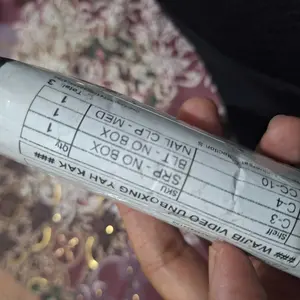 ### WAJIB VIDEO UNBOXING YAH KAK ###
Shelf SKU Qty
C-3 SRP - NO BOX 1
C-4 BLT - NO BOX 1
CC-10 NAIL CLP - MED 1
Total: 3